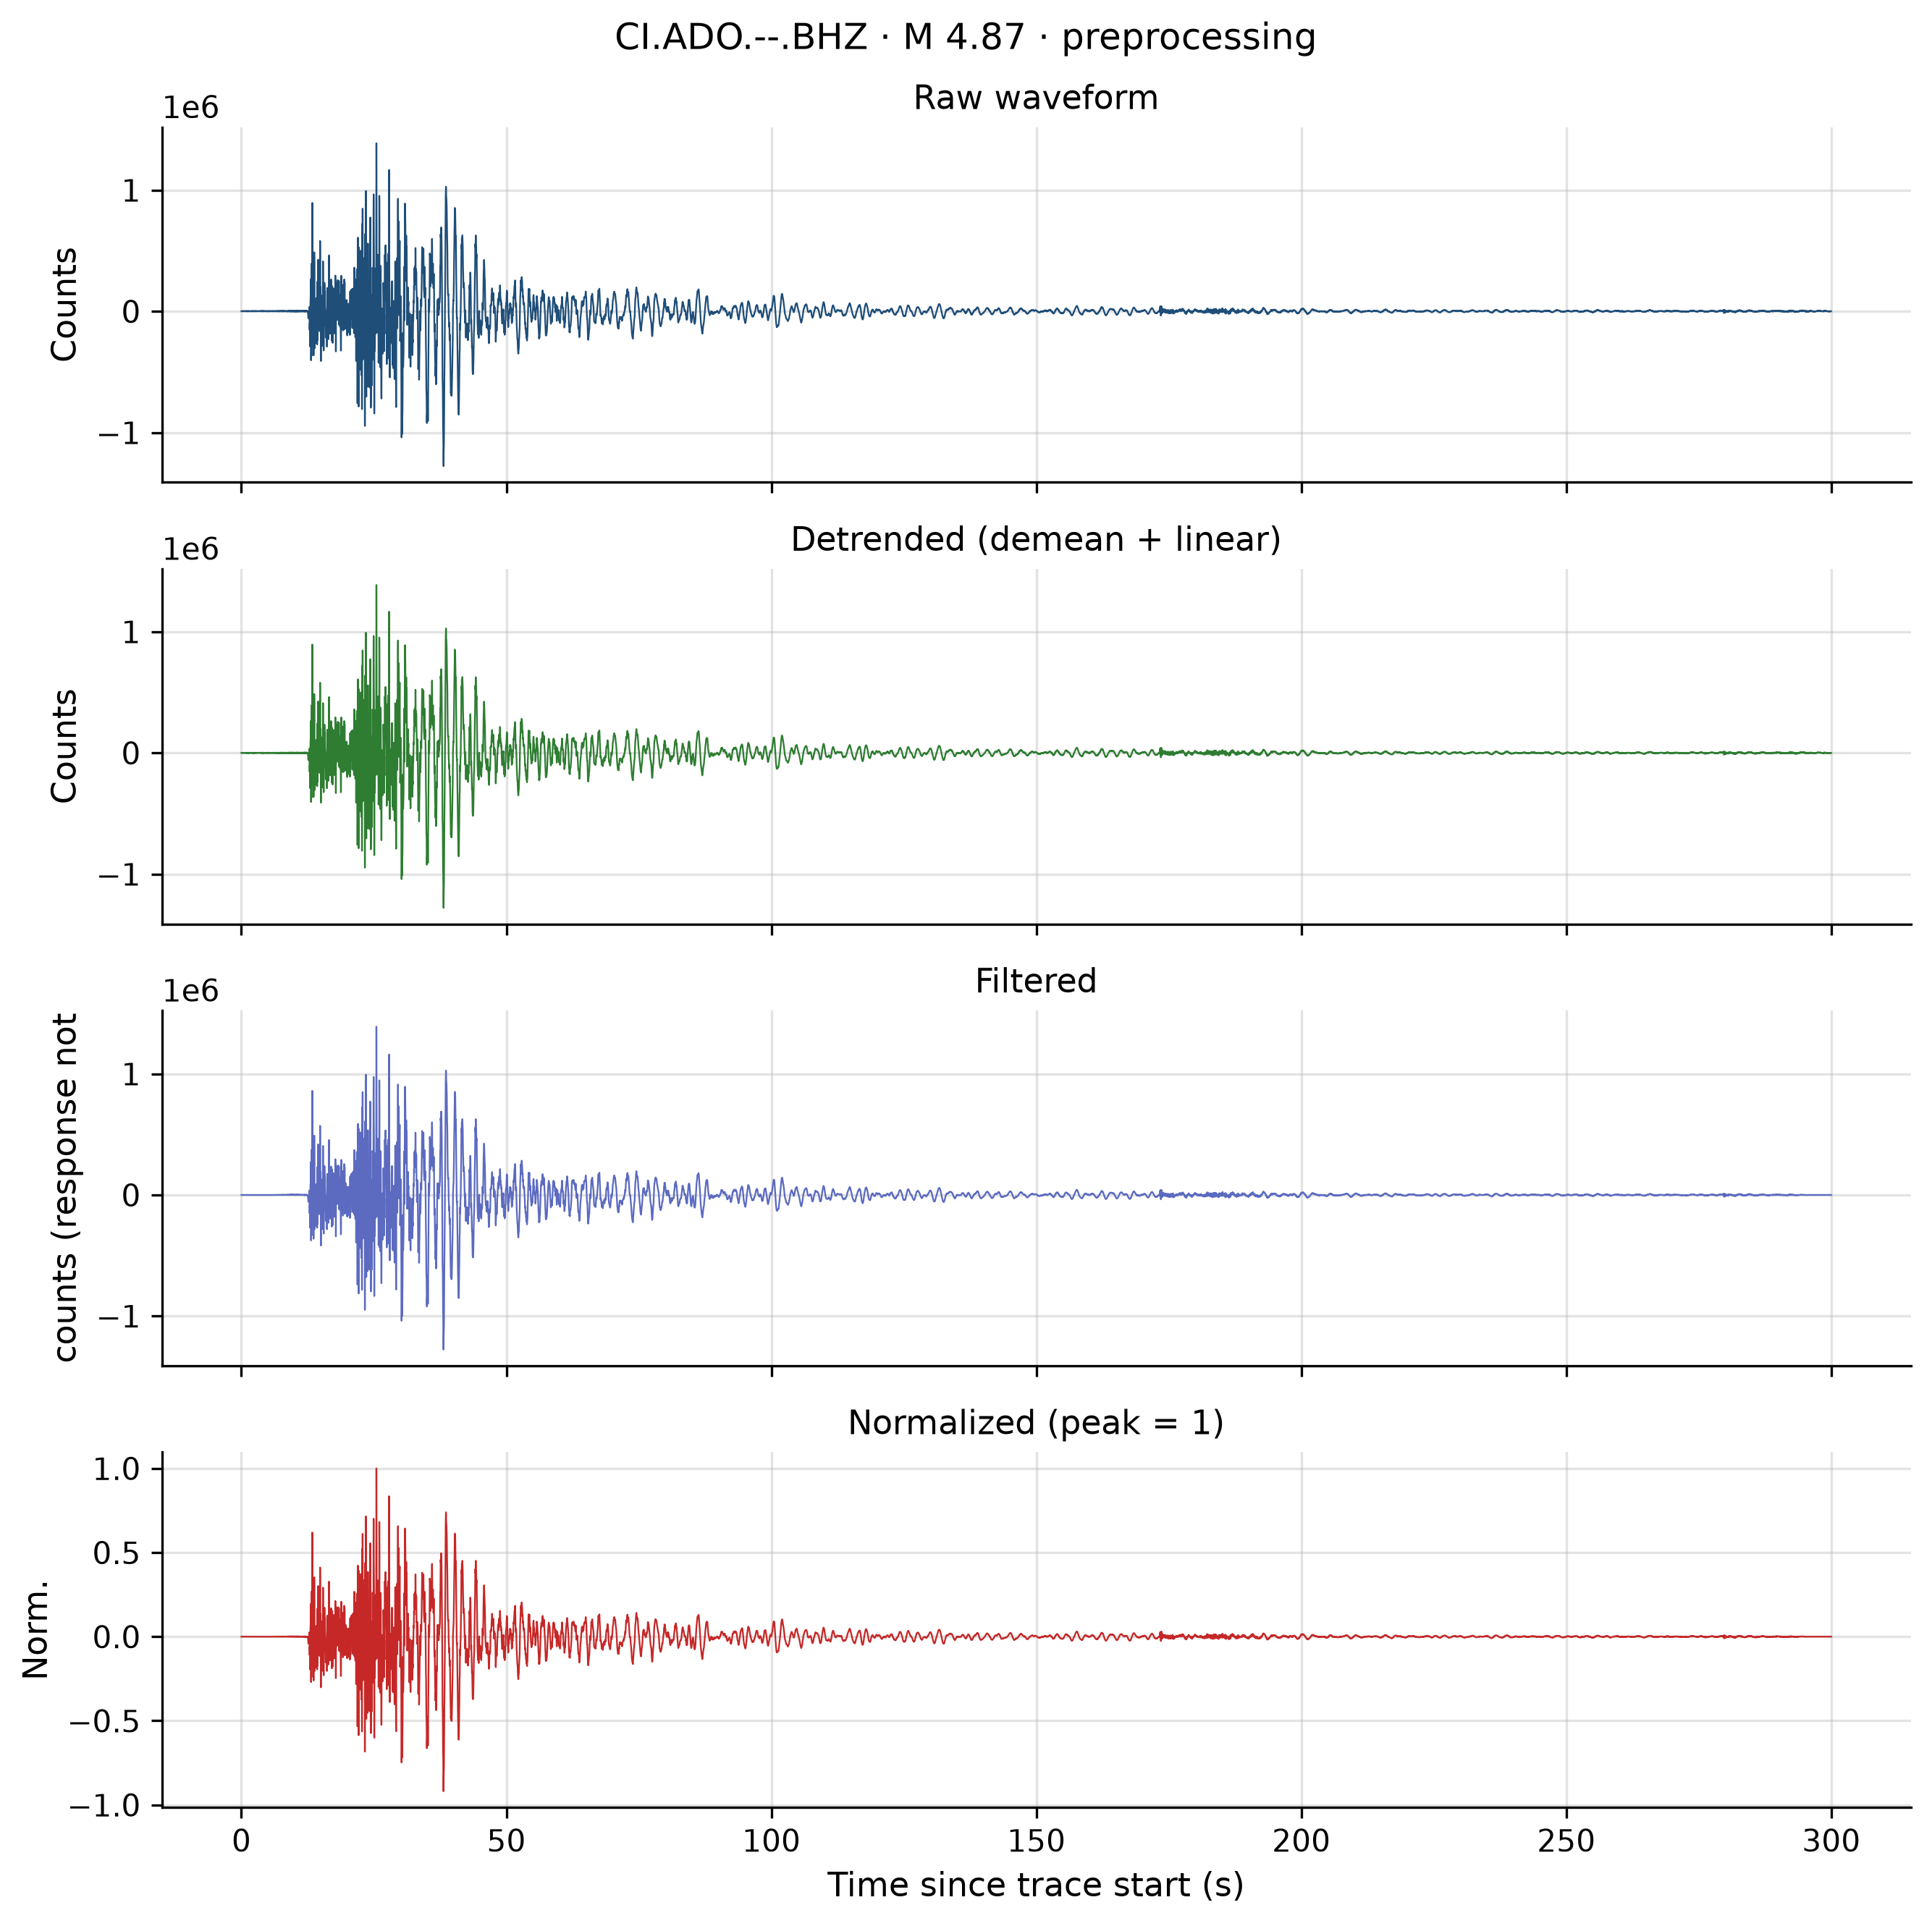 CI.ADO.--.BHZ · M 4.87 · preprocessing
Raw waveform
1e6
Counts
1
0
−1
Detrended (demean + linear)
1e6
Counts
1
0
−1
Filtered
1e6
counts (response not
1
0
−1
Normalized (peak = 1)
Norm.
1.0
0.5
0.0
−0.5
−1.0
0 50 100 150 200 250 300
Time since trace start (s)